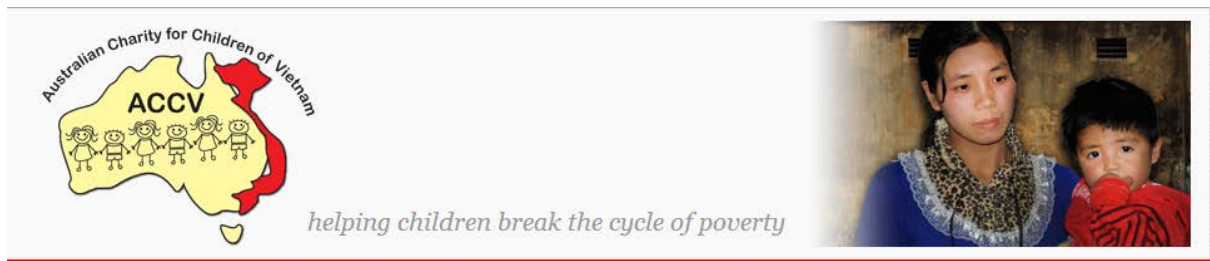 Australian Charity for Children of Vietnam
ACCV
helping children break the cycle of poverty